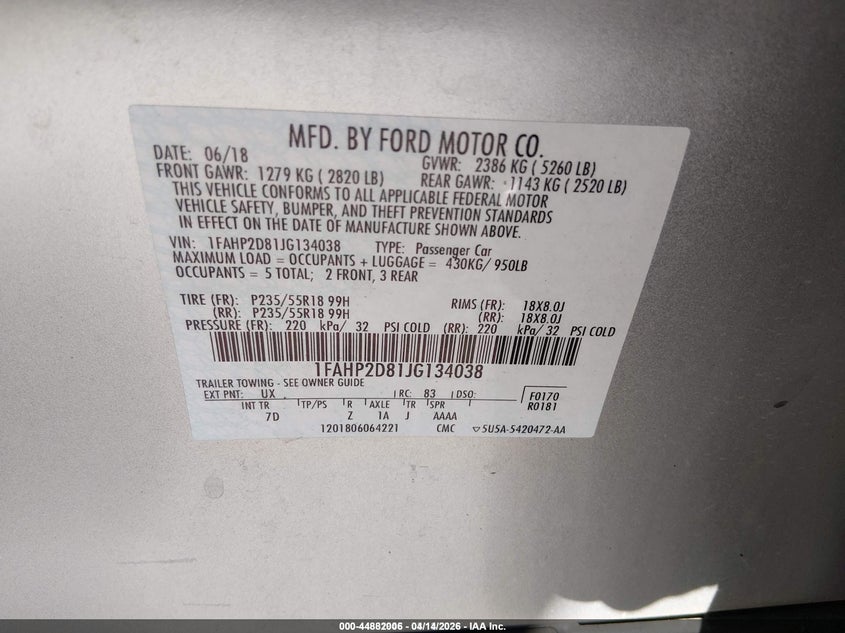 MFD. BY FORD MOTOR CO.
DATE: 06/18 GVWR: 2386 KG ( 5260 LB)
FRONT GAWR: 1279 KG ( 2820 LB) REAR GAWR: 1143 KG ( 2520 LB)
THIS VEHICLE CONFORMS TO ALL APPLICABLE FEDERAL MOTOR
VEHICLE SAFETY, BUMPER, AND THEFT PREVENTION STANDARDS
IN EFFECT ON THE DATE OF MANUFACTURE SHOWN ABOVE.
VIN: 1FAHP2D81JG134038 TYPE: Passenger Car
MAXIMUM LOAD = OCCUPANTS + LUGGAGE = 430KG/ 950LB
OCCUPANTS = 5 TOTAL; 2 FRONT, 3 REAR
TIRE (FR): P235/55R18 99H RIMS (FR): 18X8.0J
(RR): P235/55R18 99H (RR): 18X8.0J
PRESSURE (FR): 220 kPa/ 32 PSI COLD (RR): 220 kPa/ 32 PSI COLD
1FAHP2D81JG134038
TRAILER TOWING - SEE OWNER GUIDE
EXT PNT: UX RC: 83 DSO: F0170
INT TR TP/PS R AXLE TR SPR R0181
7D Z 1A J AAAA
1201806064221 CMC ▽5U5A-5420472-AA
000-44882006 - 04/14/2026 - IAA Inc.